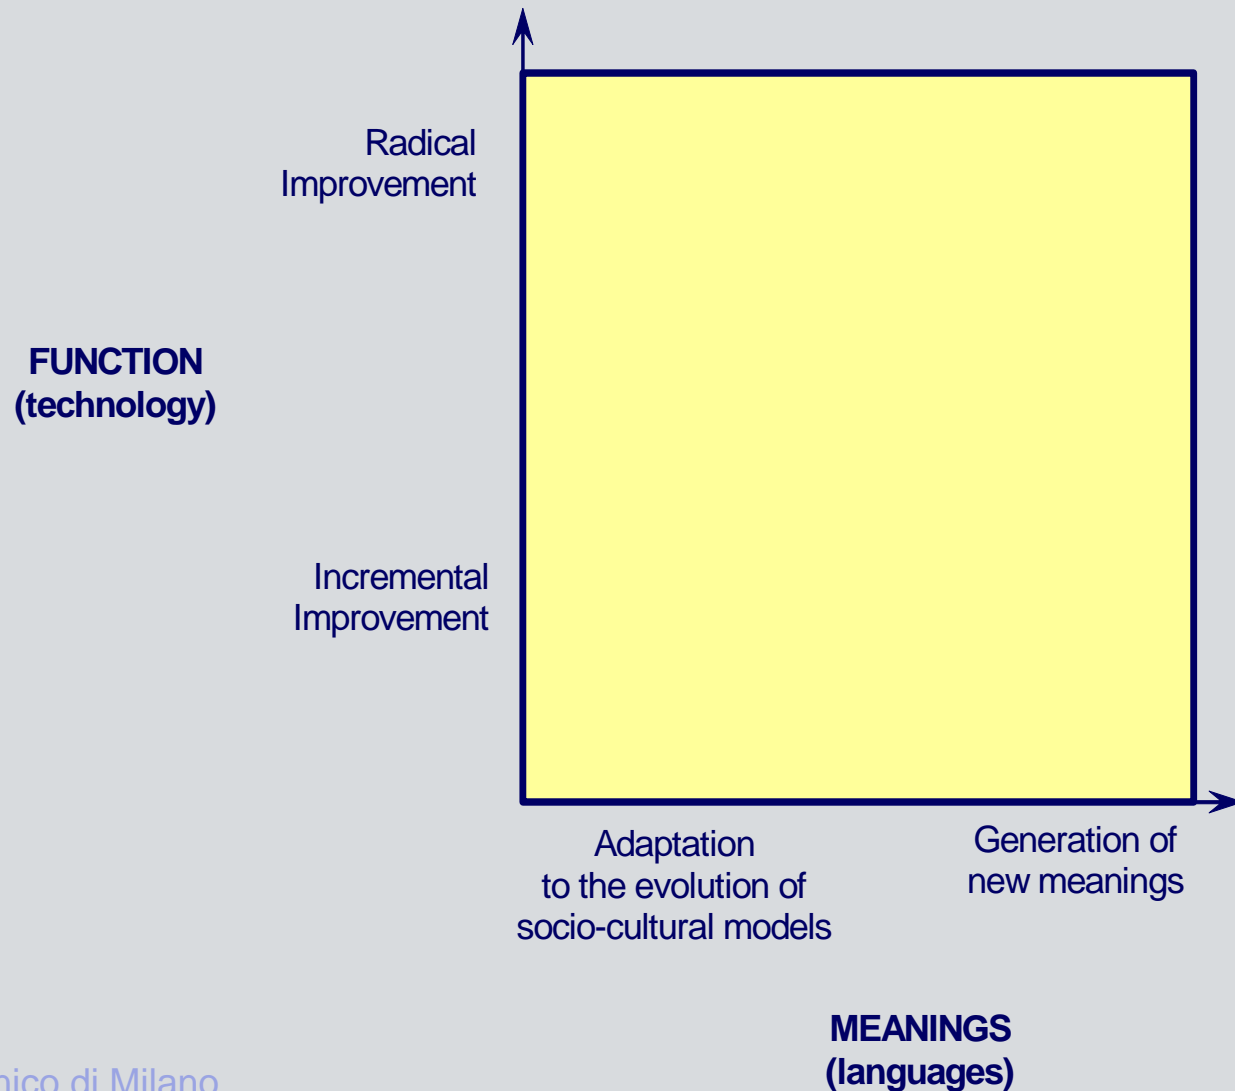 Radical
Improvement
FUNCTION
(technology)
Incremental
Improvement
Adaptation
to the evolution of
socio-cultural models
Generation of
new meanings
MEANINGS
(languages)
di Milano